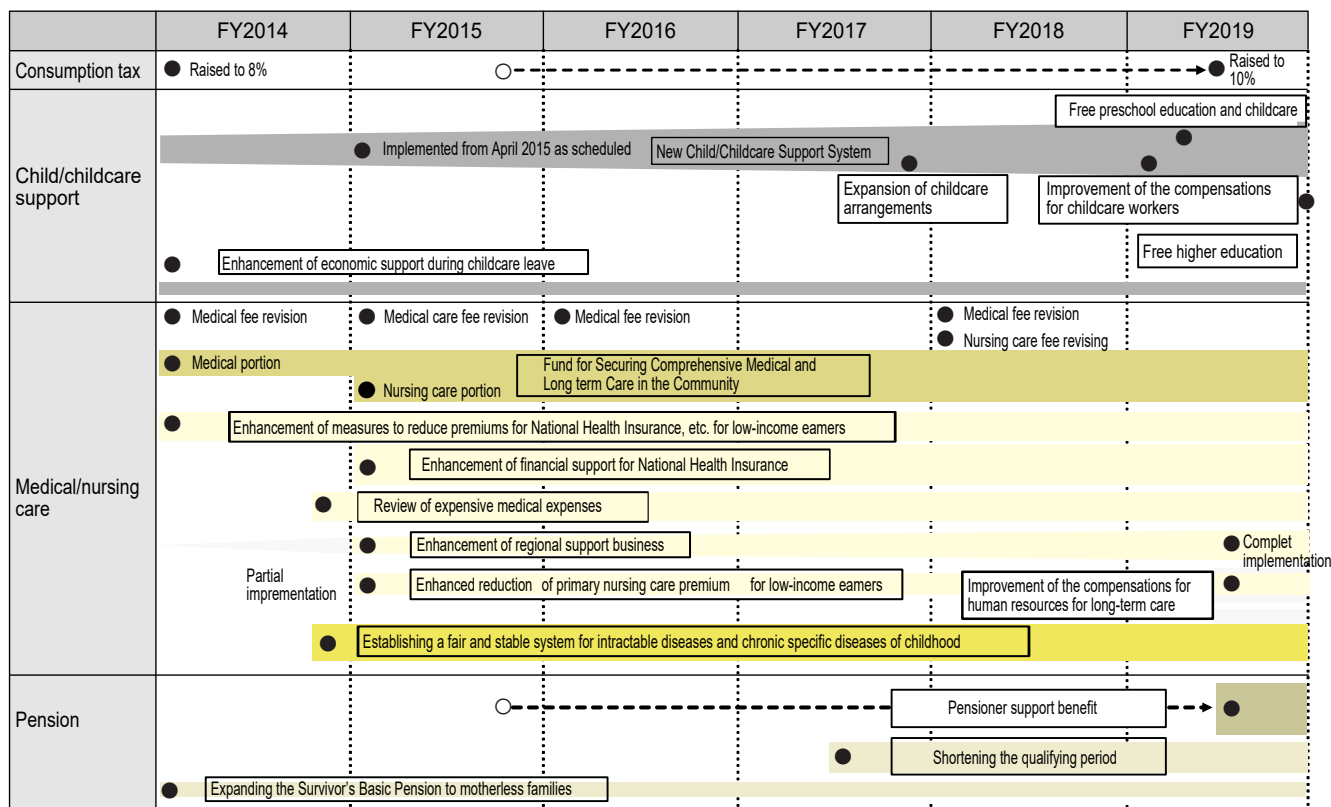 FY2014 FY2015 FY2016 FY2017 FY2018 FY2019
Consumption tax
Raised to 8%
Raised to
10%
Child/childcare
support
Free preschool education and childcare
Implemented from April 2015 as scheduled
New Child/Childcare Support System
Expansion of childcare
arrangements
Improvement of the compensations
for childcare workers
Free higher education
Enhancement of economic support during childcare leave
Medical/nursing
care
Medical fee revision
Medical care fee revision
Medical fee revision
Medical fee revision
Nursing care fee revising
Medical portion
Nursing care portion
Fund for Securing Comprehensive Medical and
Long term Care in the Community
Enhancement of measures to reduce premiums for National Health Insurance, etc. for low-income eamers
Enhancement of financial support for National Health Insurance
Review of expensive medical expenses
Enhancement of regional support business
Complet
implementation
Partial
imprementation
Enhanced reduction of primary nursing care premium for low-income eamers
Improvement of the compensations for
human resources for long-term care
Establishing a fair and stable system for intractable diseases and chronic specific diseases of childhood
Pension
Pensioner support benefit
Shortening the qualifying period
Expanding the Survivor's Basic Pension to motherless families